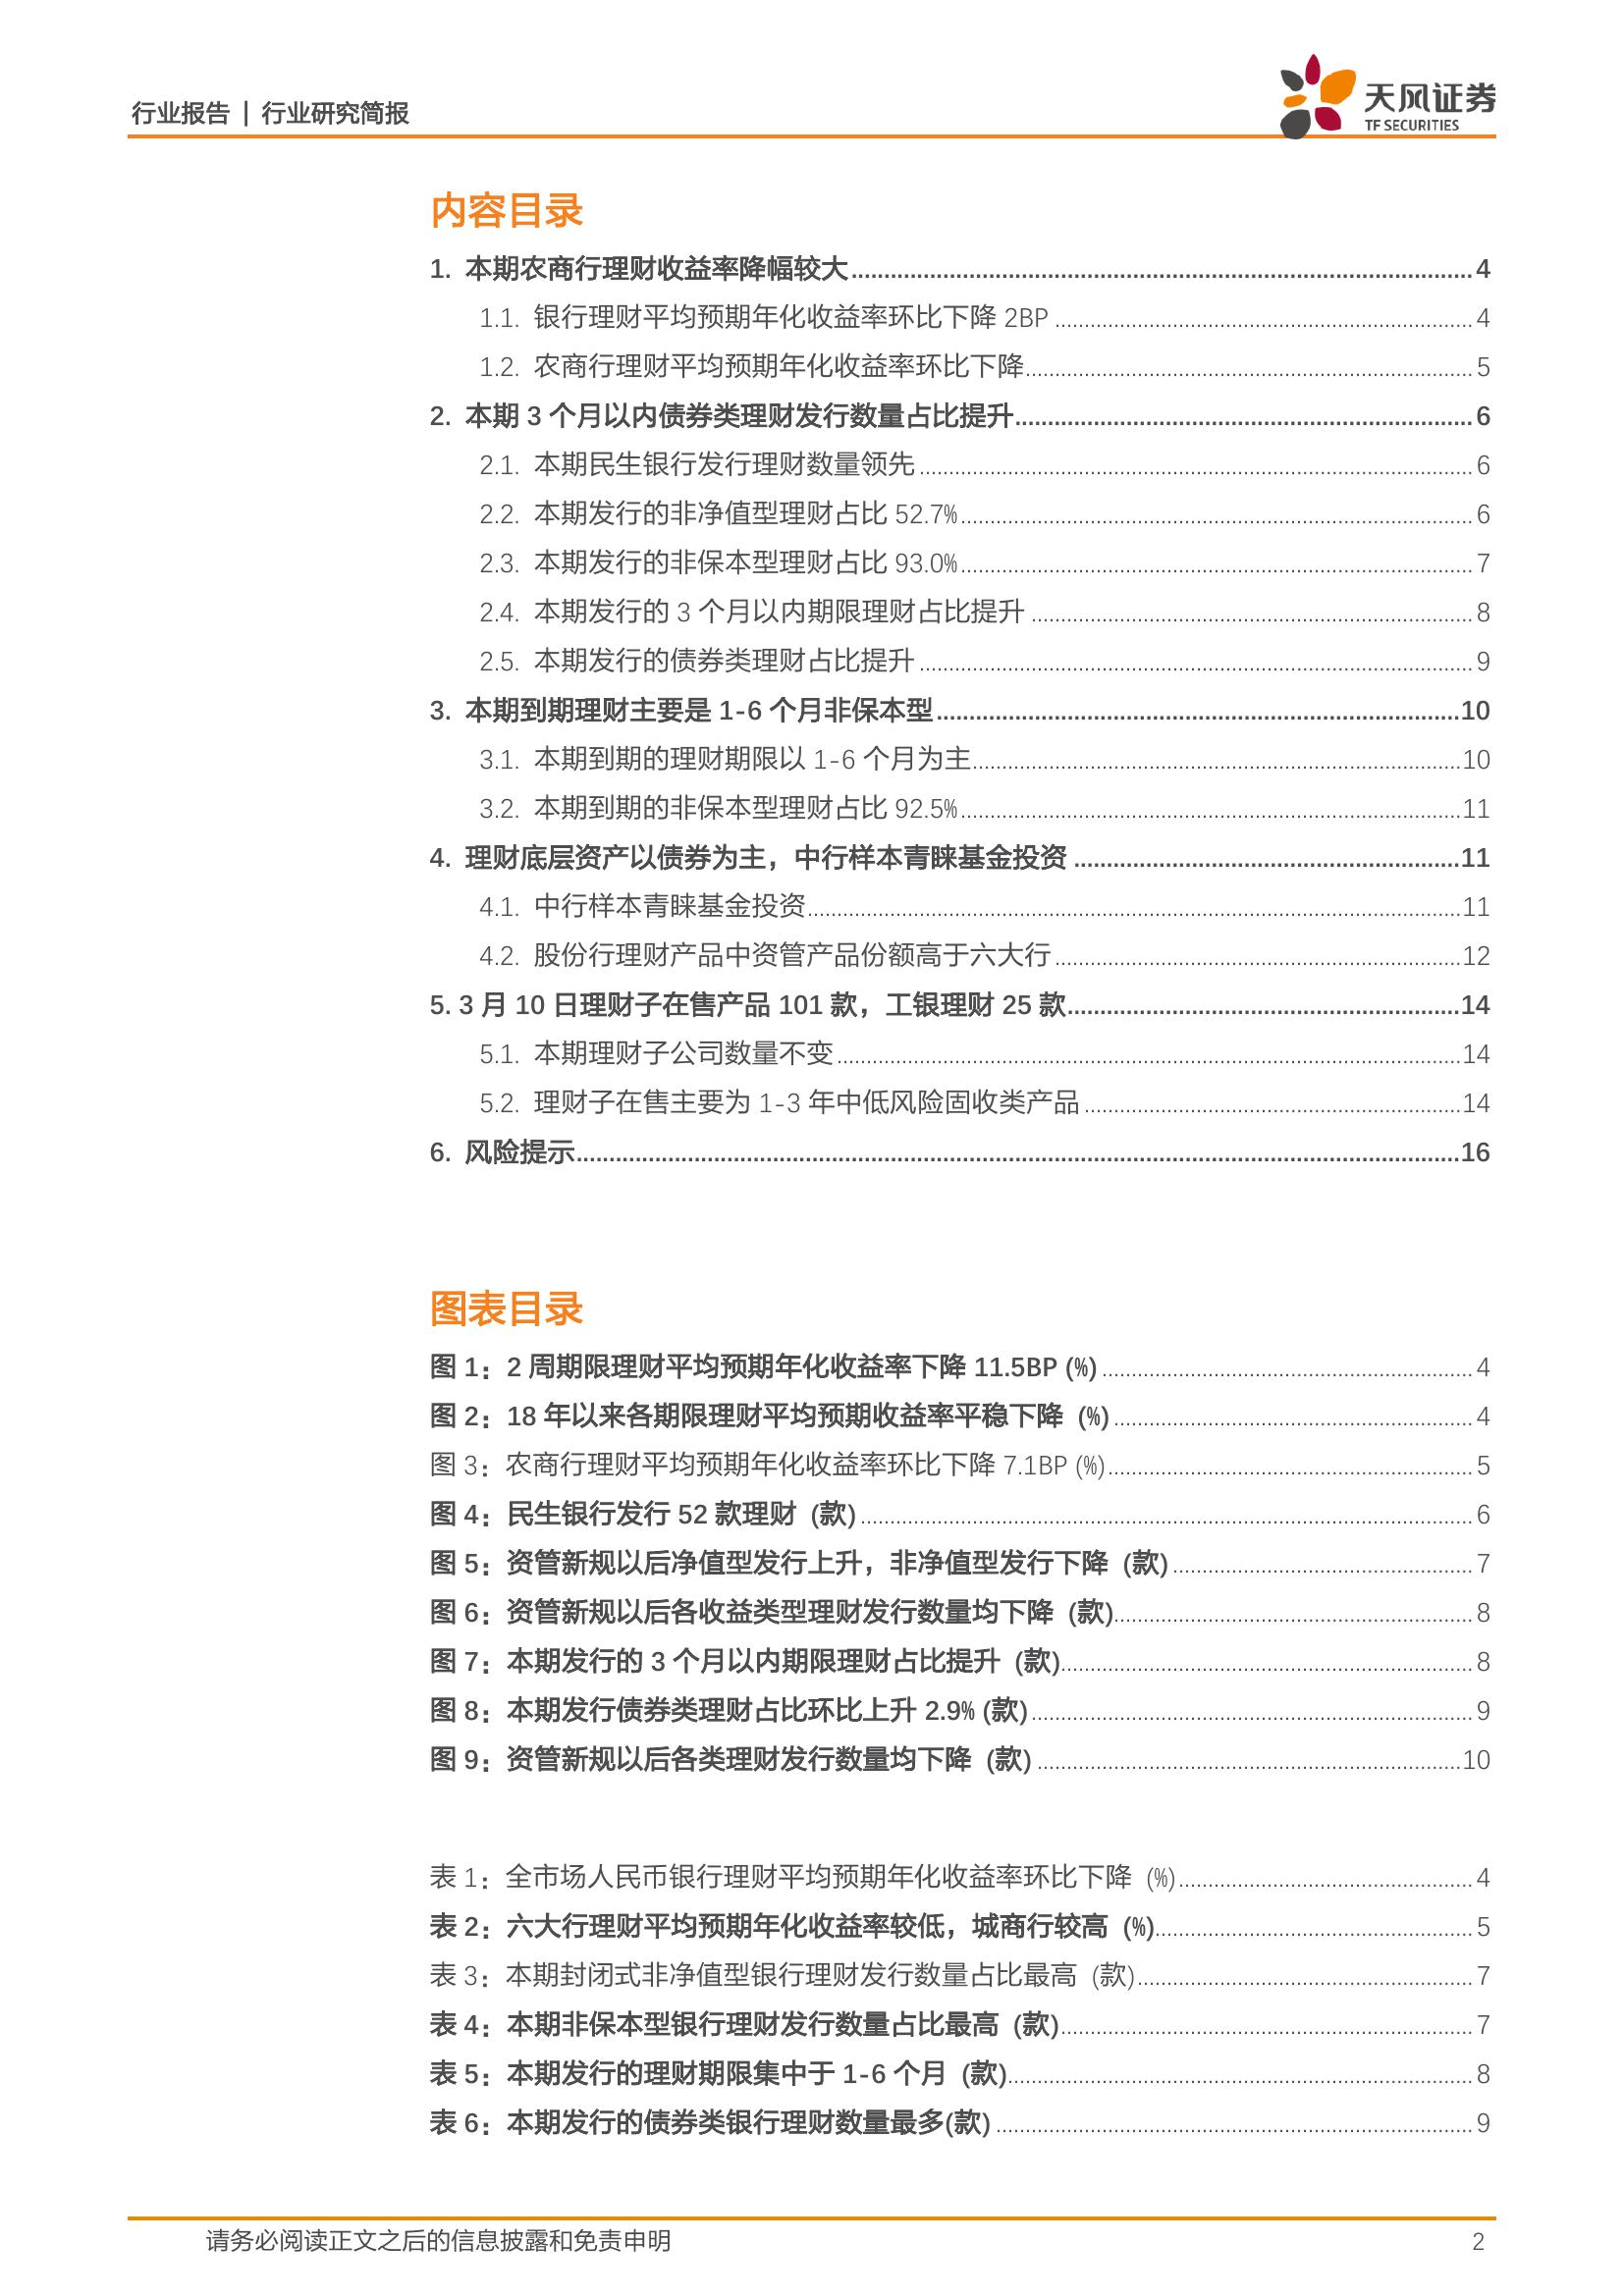 行业报告 | 行业研究简报
天风证券
TF SECURITIES
内容目录
1. 本期农商行理财收益率降幅较大 4
1.1. 银行理财平均预期年化收益率环比下降 2BP 4
1.2. 农商行理财平均预期年化收益率环比下降 5
2. 本期 3 个月以内债券类理财发行数量占比提升 6
2.1. 本期民生银行发行理财数量领先 6
2.2. 本期发行的非净值型理财占比 52.7% 6
2.3. 本期发行的非保本型理财占比 93.0% 7
2.4. 本期发行的 3 个月以内期限理财占比提升 8
2.5. 本期发行的债券类理财占比提升 9
3. 本期到期理财主要是 1-6 个月非保本型 10
3.1. 本期到期的理财期限以 1-6 个月为主 10
3.2. 本期到期的非保本型理财占比 92.5% 11
4. 理财底层资产以债券为主，中行样本青睐基金投资 11
4.1. 中行样本青睐基金投资 11
4.2. 股份行理财产品中资管产品份额高于六大行 12
5. 3 月 10 日理财子在售产品 101 款，工银理财 25 款 14
5.1. 本期理财子公司数量不变 14
5.2. 理财子在售主要为 1-3 年中低风险固收类产品 14
6. 风险提示 16
图表目录
图 1：2 周期限理财平均预期年化收益率下降 11.5BP (%) 4
图 2：18 年以来各期限理财平均预期收益率平稳下降 (%) 4
图 3：农商行理财平均预期年化收益率环比下降 7.1BP (%) 5
图 4：民生银行发行 52 款理财 (款) 6
图 5：资管新规以后净值型发行上升，非净值型发行下降 (款) 7
图 6：资管新规以后各收益类型理财发行数量均下降 (款) 8
图 7：本期发行的 3 个月以内期限理财占比提升 (款) 8
图 8：本期发行债券类理财占比环比上升 2.9% (款) 9
图 9：资管新规以后各类理财发行数量均下降 (款) 10
表 1：全市场人民币银行理财平均预期年化收益率环比下降 (%) 4
表 2：六大行理财平均预期年化收益率较低，城商行较高 (%) 5
表 3：本期封闭式非净值型银行理财发行数量占比最高 (款) 7
表 4：本期非保本型银行理财发行数量占比最高 (款) 7
表 5：本期发行的理财期限集中于 1-6 个月 (款) 8
表 6：本期发行的债券类银行理财数量最多(款) 9
请务必阅读正文之后的信息披露和免责申明 2